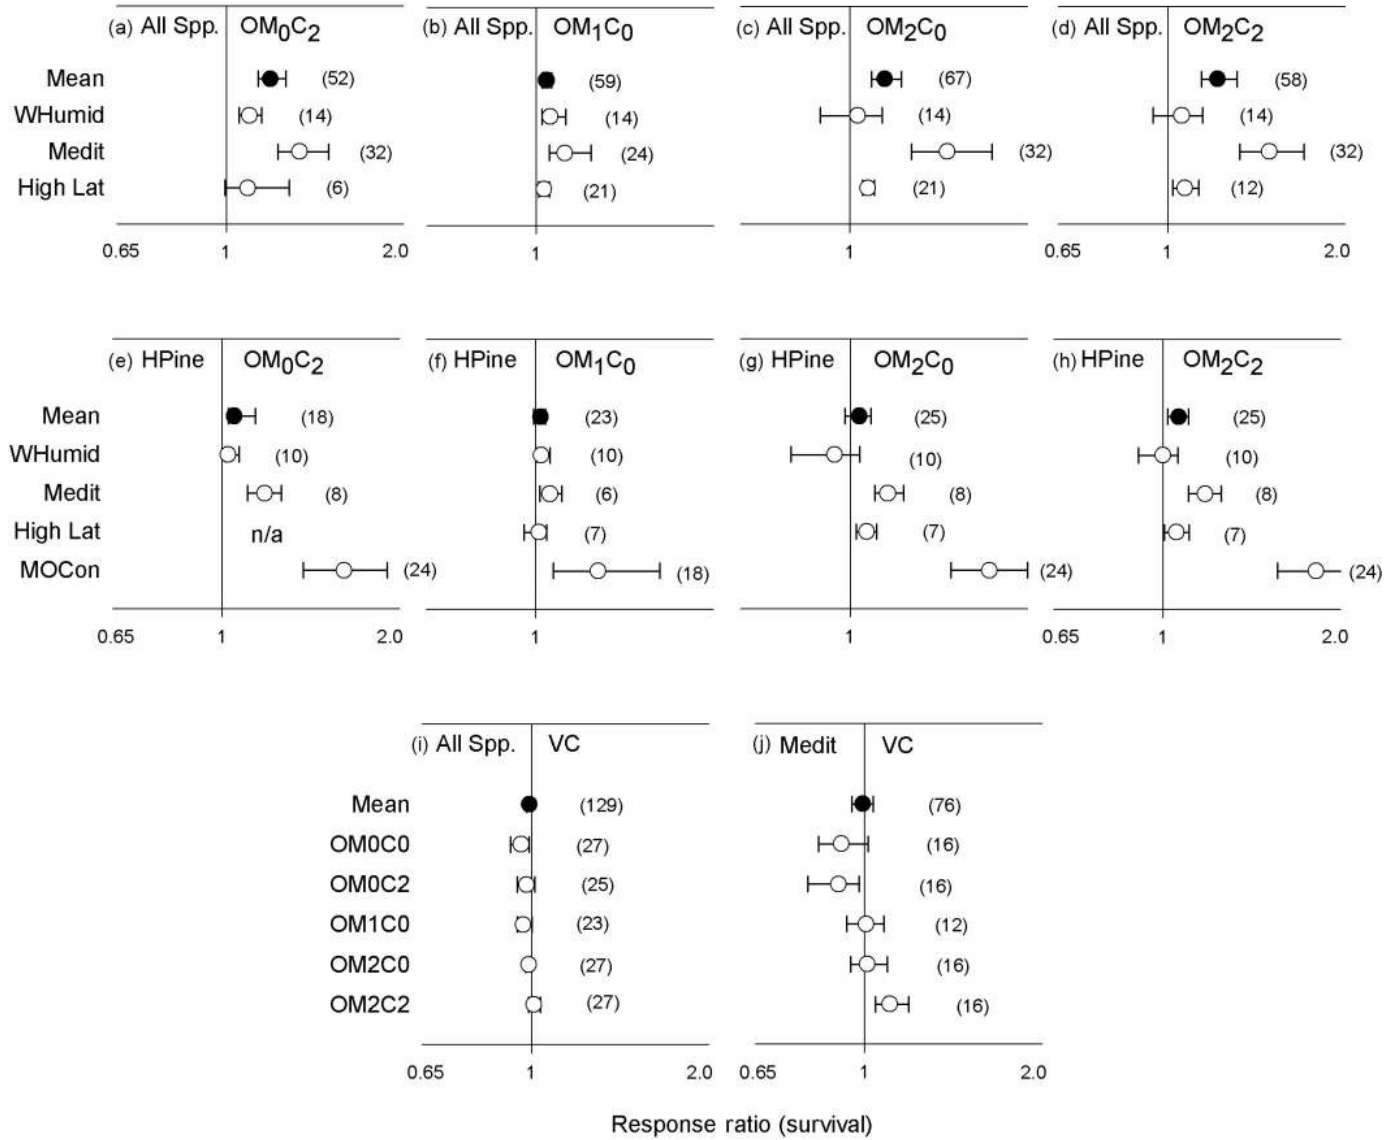 (a) All Spp. OM0C2 (b) All Spp. OM1C0 (c) All Spp. OM2C0 (d) All Spp. OM2C2
Mean (52) (59) (67) (58)
WHumid (14) (14) (14) (14)
Medit (32) (24) (32) (32)
High Lat (6) (21) (21) (12)
0.65 1 2.0 1 1 0.65 1 2.0
(e) HPine OM0C2 (f) HPine OM1C0 (g) HPine OM2C0 (h) HPine OM2C2
Mean (18) (23) (25) (25)
WHumid (10) (10) (10) (10)
Medit (8) (6) (8) (8)
High Lat n/a (7) (7) (7)
MOCon (24) (18) (24) (24)
0.65 1 2.0 1 1 0.65 1 2.0
(i) All Spp. VC (j) Medit VC
Mean (129) (76)
OM0C0 (27) (16)
OM0C2 (25) (16)
OM1C0 (23) (12)
OM2C0 (27) (16)
OM2C2 (27) (16)
0.65 1 2.0 0.65 1 2.0
Response ratio (survival)